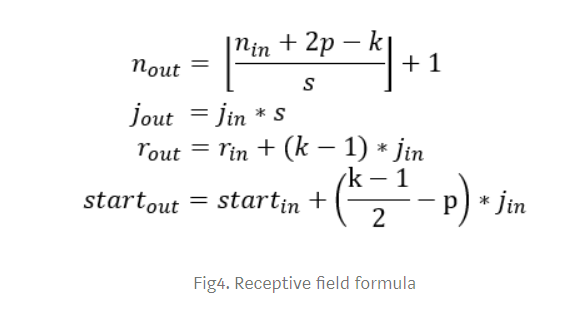 n_out = ⌊(n_in + 2p − k) / s⌋ + 1
j_out = j_in * s
r_out = r_in + (k − 1) * j_in
start_out = start_in + ((k − 1) / 2 − p) * j_in
Fig4. Receptive field formula